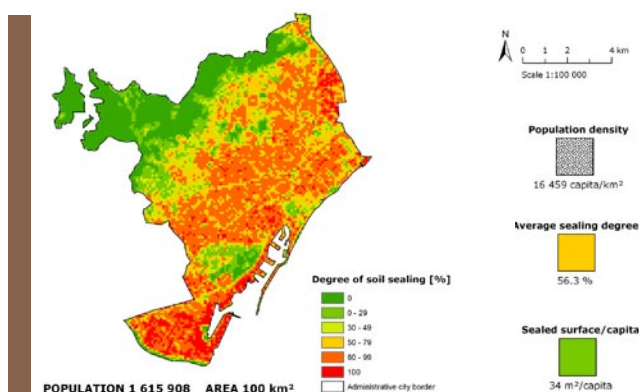 N
0 1 2 4 km
Scale 1:100 000
Population density
16 459 capita/km²
Average sealing degree
56.3 %
Sealed surface/capita
34 m²/capita
Degree of soil sealing [%]
0
0 - 29
30 - 49
50 - 79
80 - 99
100
Administrative city border
POPULATION 1 615 908 AREA 100 km²